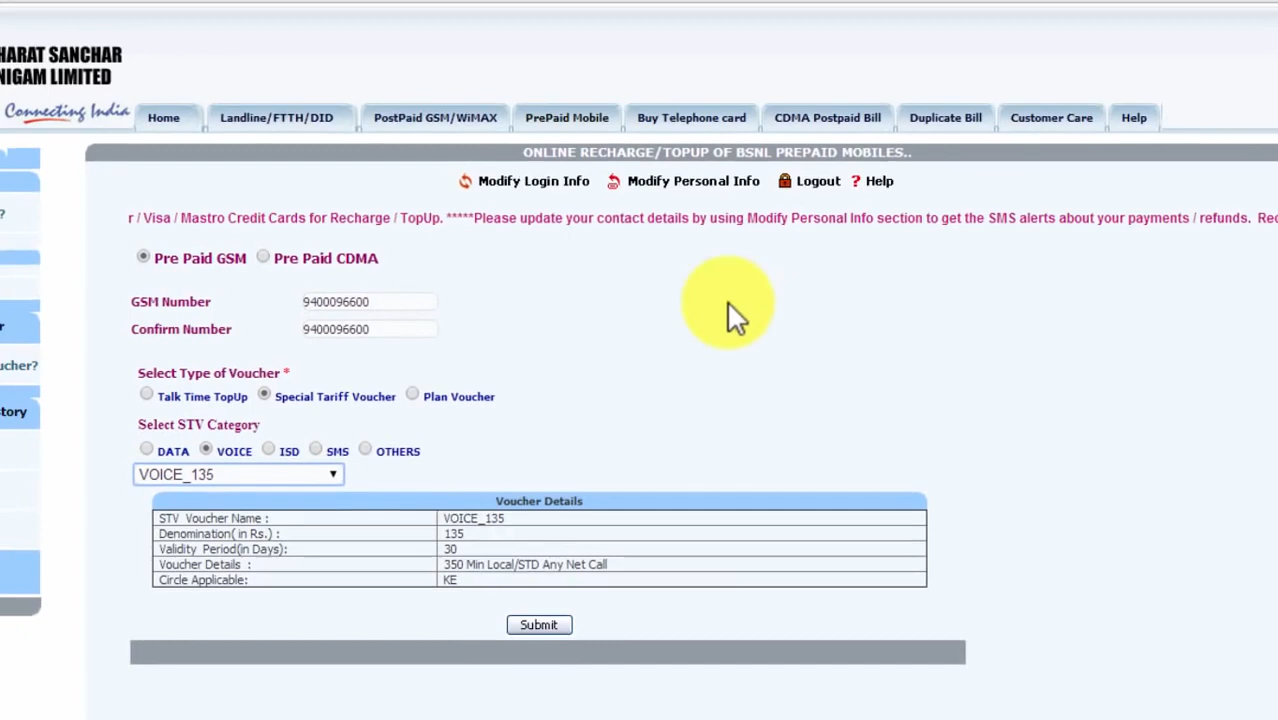 HARAT SANCHAR
NIGAM LIMITED
Connecting India
Home Landline/FTTH/DID PostPaid GSM/WiMAX PrePaid Mobile Buy Telephone card CDMA Postpaid Bill Duplicate Bill Customer Care Help
ONLINE RECHARGE/TOPUP OF BSNL PREPAID MOBILES..
Modify Login Info Modify Personal Info Logout ? Help
r / Visa / Mastro Credit Cards for Recharge / TopUp. *****Please update your contact details by using Modify Personal Info section to get the SMS alerts about your payments / refunds. Rec
?
Pre Paid GSM Pre Paid CDMA
GSM Number 9400096600
r
Confirm Number 9400096600
ucher?
Select Type of Voucher *
Talk Time TopUp Special Tariff Voucher Plan Voucher
story
Select STV Category
DATA VOICE ISD SMS OTHERS
VOICE_135
Voucher Details
STV Voucher Name : VOICE_135
Denomination( in Rs.) : 135
Validity Period(in Days): 30
Voucher Details : 350 Min Local/STD Any Net Call
Circle Applicable: KE
Submit